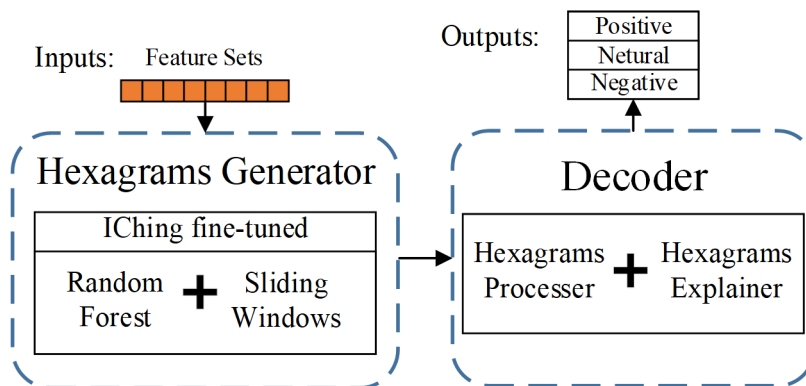 Inputs:
Feature Sets
Hexagrams Generator
IChing fine-tuned
Random
Forest
+
Sliding
Windows
Outputs:
Positive
Netural
Negative
Decoder
Hexagrams
Processer
+
Hexagrams
Explainer